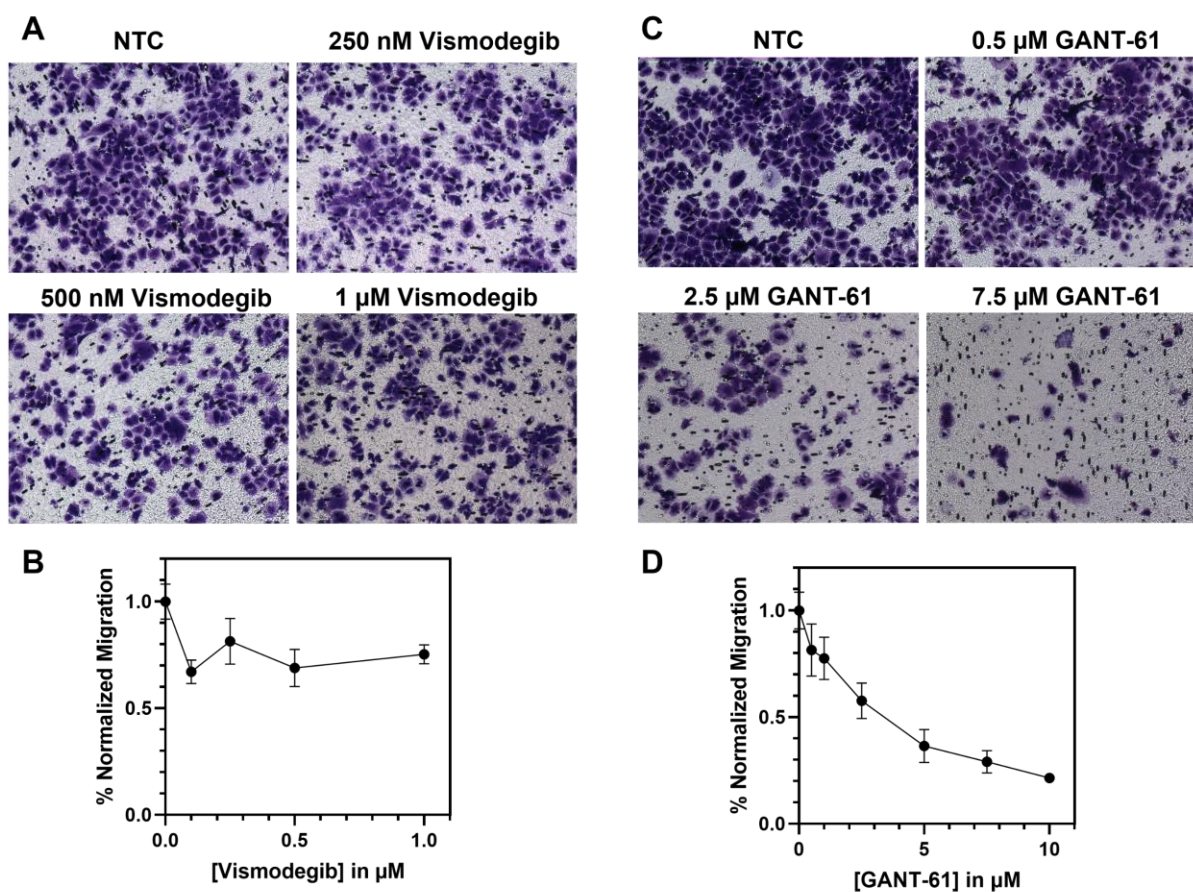 A
NTC
250 nM Vismodegib
500 nM Vismodegib
1 µM Vismodegib
B
% Normalized Migration
1.0
0.5
0.0
0.0
0.5
1.0
[Vismodegib] in µM
C
NTC
0.5 µM GANT-61
2.5 µM GANT-61
7.5 µM GANT-61
D
% Normalized Migration
1.0
0.5
0.0
0
5
10
[GANT-61] in µM